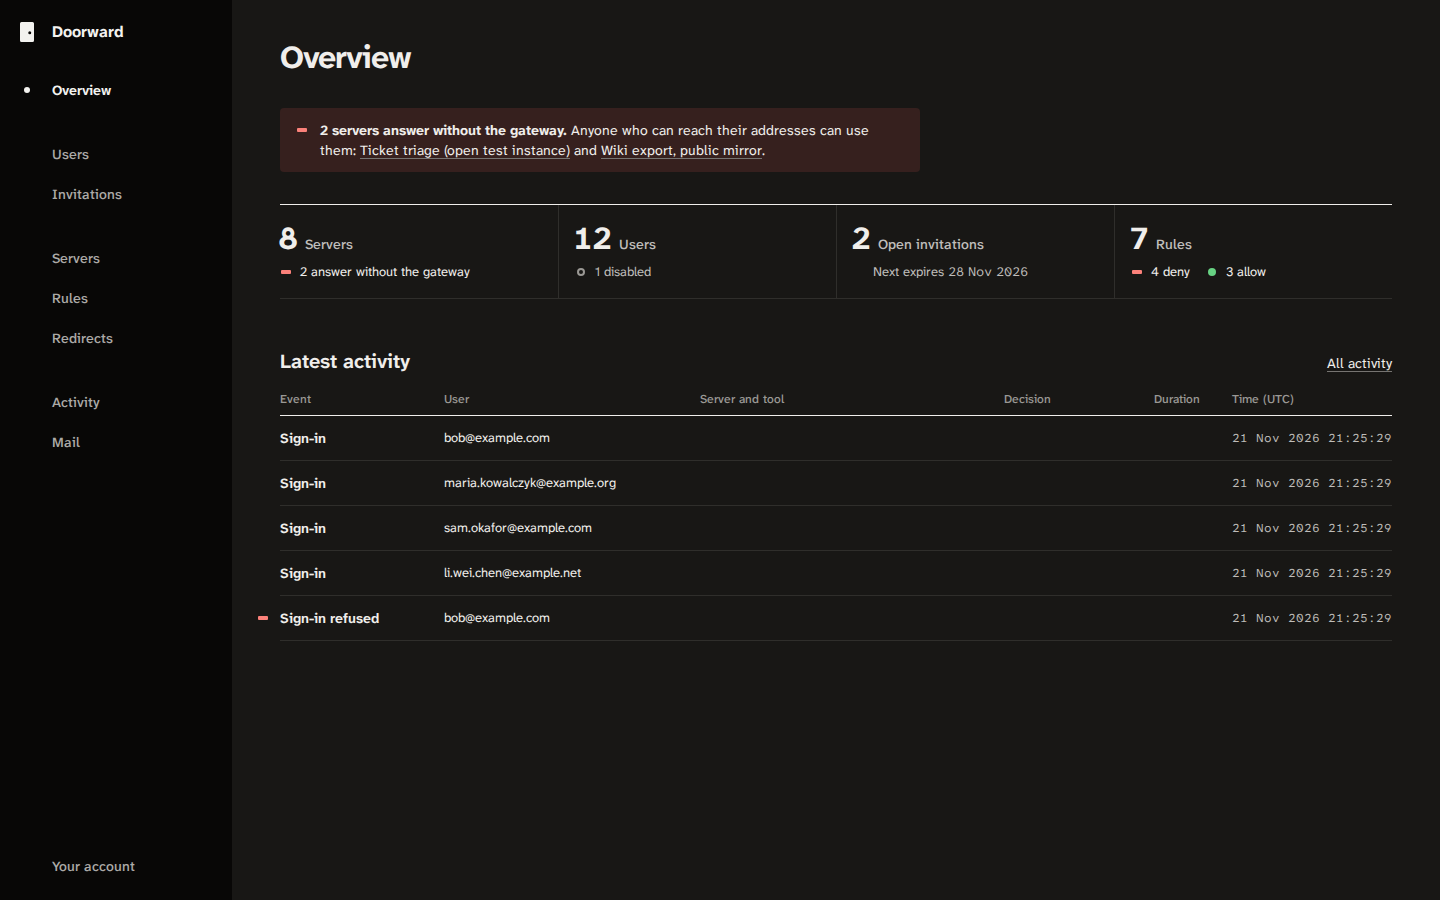 Doorward
Overview
Users
Invitations
Servers
Rules
Redirects
Activity
Mail
Your account
Overview
2 servers answer without the gateway. Anyone who can reach their addresses can use
them: Ticket triage (open test instance) and Wiki export, public mirror.
8 Servers
2 answer without the gateway
12 Users
1 disabled
2 Open invitations
Next expires 28 Nov 2026
7 Rules
4 deny 3 allow
Latest activity
All activity
Event User Server and tool Decision Duration Time (UTC)
Sign-in bob@example.com 21 Nov 2026 21:25:29
Sign-in maria.kowalczyk@example.org 21 Nov 2026 21:25:29
Sign-in sam.okafor@example.com 21 Nov 2026 21:25:29
Sign-in li.wei.chen@example.net 21 Nov 2026 21:25:29
Sign-in refused bob@example.com 21 Nov 2026 21:25:29